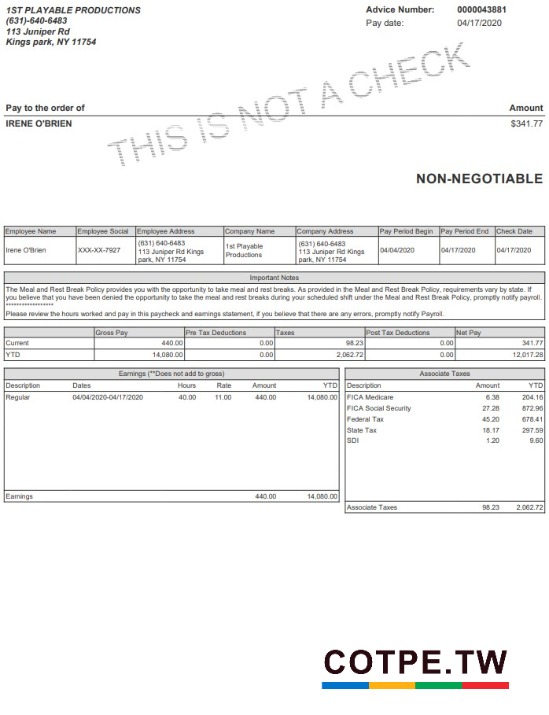 1ST PLAYABLE PRODUCTIONS
(631)-640-6483
113 Juniper Rd
Kings park, NY 11754
Advice Number: 0000043881
Pay date: 04/17/2020
THIS IS NOT A CHECK
Pay to the order of Amount
IRENE O'BRIEN $341.77
NON-NEGOTIABLE
Employee Name Employee Social Employee Address Company Name Company Address Pay Period Begin Pay Period End Check Date
Irene O'Brien XXX-XX-7927 (631) 640-6483 1st Playable (631) 640-6483 04/04/2020 04/17/2020 04/17/2020
113 Juniper Rd Kings Productions 113 Juniper Rd Kings
park, NY 11754 park, NY 11754
Important Notes
The Meal and Rest Break Policy provides you with the opportunity to take meal and rest breaks. As provided in the Meal and Rest Break Policy, requirements vary by state. If
you believe that you have been denied the opportunity to take the meal and rest breaks during your scheduled shift under the Meal and Rest Break Policy, promptly notify payroll.
******************
Please review the hours worked and pay in this paycheck and earnings statement, if you believe that there are any errors, promptly notify Payroll.
Gross Pay Pre Tax Deductions Taxes Post Tax Deductions Net Pay
Current 440.00 0.00 98.23 0.00 341.77
YTD 14,080.00 0.00 2,062.72 0.00 12,017.28
Earnings (**Does not add to gross)
Description Dates Hours Rate Amount YTD
Regular 04/04/2020-04/17/2020 40.00 11.00 440.00 14,080.00
Earnings 440.00 14,080.00
Associate Taxes
Description Amount YTD
FICA Medicare 6.38 204.16
FICA Social Security 27.28 872.96
Federal Tax 45.20 678.41
State Tax 18.17 297.59
SDI 1.20 9.60
Associate Taxes 98.23 2,062.72
COTPE.TW